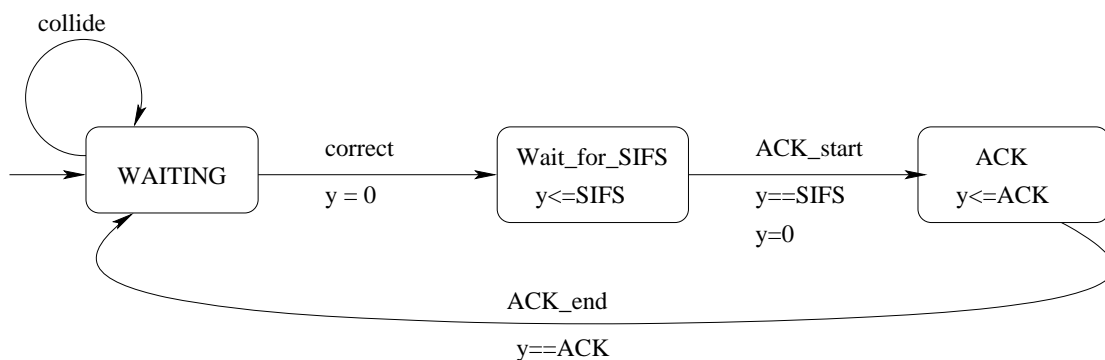 collide
WAITING
correct
y = 0
Wait_for_SIFS
y<=SIFS
ACK_start
y==SIFS
y=0
ACK
y<=ACK
ACK_end
y==ACK